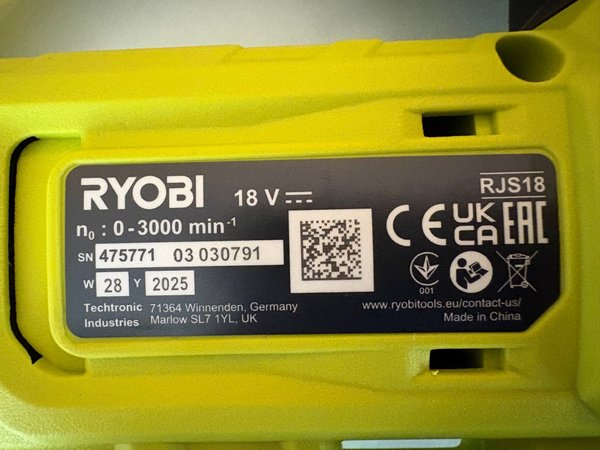 RYOBI
18 V
RJS18
n₀ : 0-3000 min⁻¹
SN 475771 03 030791
W 28 Y 2025
CE UK CA EAC
001
Techtronic Industries
71364 Winnenden, Germany
Marlow SL7 1YL, UK
www.ryobitools.eu/contact-us/
Made in China